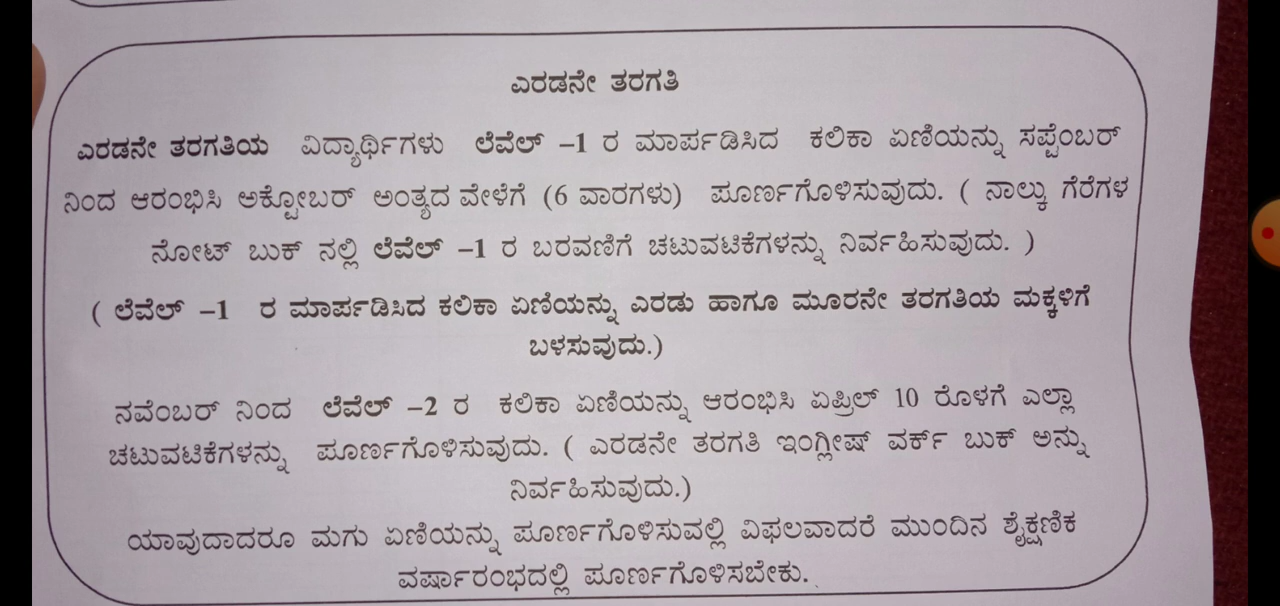 ಎರಡನೇ ತರಗತಿ
ಎರಡನೇ ತರಗತಿಯ ವಿದ್ಯಾರ್ಥಿಗಳು ಲೆವೆಲ್ –1 ರ ಮಾರ್ಪಡಿಸಿದ ಕಲಿಕಾ ಏಣಿಯನ್ನು ಸಪ್ಟೆಂಬರ್
ನಿಂದ ಆರಂಭಿಸಿ ಅಕ್ಟೋಬರ್ ಅಂತ್ಯದ ವೇಳೆಗೆ (6 ವಾರಗಳು) ಪೂರ್ಣಗೊಳಿಸುವುದು. ( ನಾಲ್ಕು ಗೆರೆಗಳ
ನೋಟ್ ಬುಕ್ ನಲ್ಲಿ ಲೆವೆಲ್ –1 ರ ಬರವಣಿಗೆ ಚಟುವಟಿಕೆಗಳನ್ನು ನಿರ್ವಹಿಸುವುದು. )
( ಲೆವೆಲ್ –1 ರ ಮಾರ್ಪಡಿಸಿದ ಕಲಿಕಾ ಏಣಿಯನ್ನು ಎರಡು ಹಾಗೂ ಮೂರನೇ ತರಗತಿಯ ಮಕ್ಕಳಿಗೆ
ಬಳಸುವುದು.)
ನವೆಂಬರ್ ನಿಂದ ಲೆವೆಲ್ –2 ರ ಕಲಿಕಾ ಏಣಿಯನ್ನು ಆರಂಭಿಸಿ ಏಪ್ರಿಲ್ 10 ರೊಳಗೆ ಎಲ್ಲಾ
ಚಟುವಟಿಕೆಗಳನ್ನು ಪೂರ್ಣಗೊಳಿಸುವುದು. ( ಎರಡನೇ ತರಗತಿ ಇಂಗ್ಲೀಷ್ ವರ್ಕ್ ಬುಕ್ ಅನ್ನು
ನಿರ್ವಹಿಸುವುದು.)
ಯಾವುದಾದರೂ ಮಗು ಏಣಿಯನ್ನು ಪೂರ್ಣಗೊಳಿಸುವಲ್ಲಿ ವಿಫಲವಾದರೆ ಮುಂದಿನ ಶೈಕ್ಷಣಿಕ
ವರ್ಷಾರಂಭದಲ್ಲಿ ಪೂರ್ಣಗೊಳಿಸಬೇಕು.